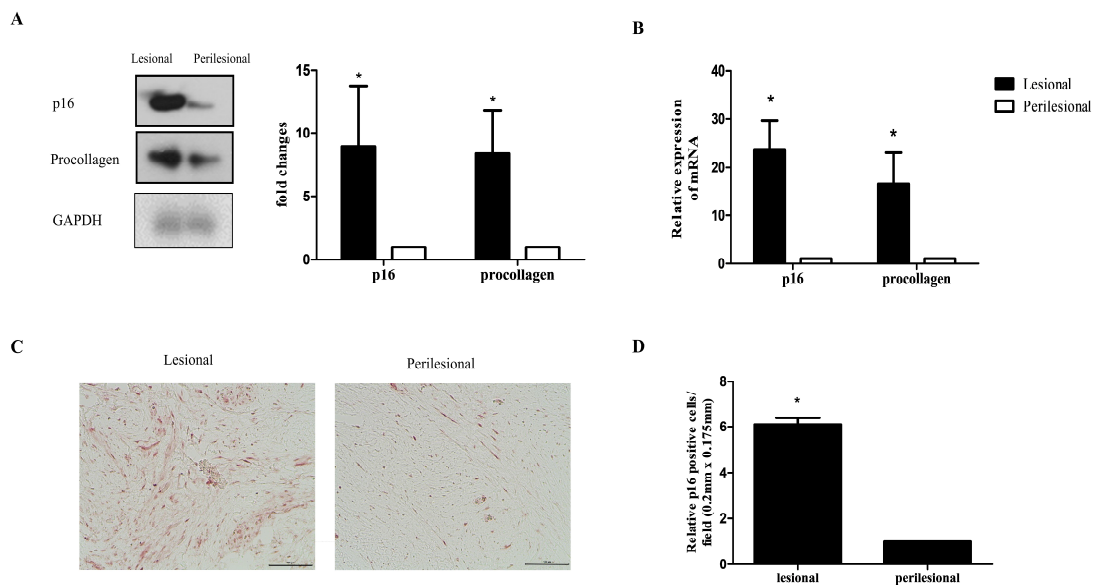 A
Lesional Perilesional
p16
Procollagen
GAPDH
fold changes
15
10
5
0
*
*
p16
procollagen
B
Relative expression
of mRNA
40
30
20
10
0
*
*
p16
procollagen
Lesional
Perilesional
C
Lesional
Perilesional
D
Relative p16 positive cells/
field (0.2mm x 0.175mm)
8
6
4
2
0
*
lesional
perilesional